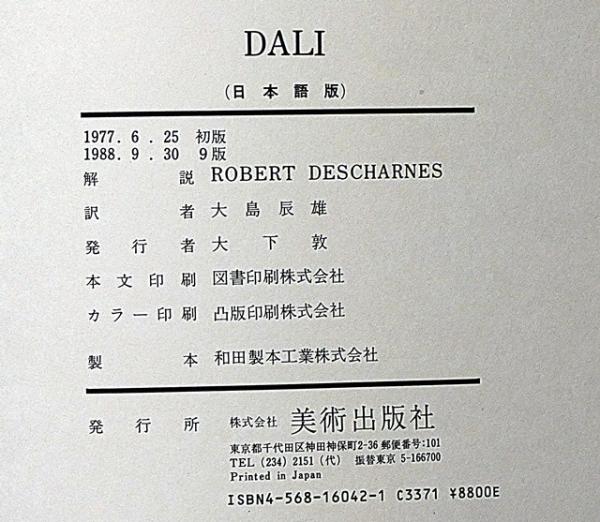 DALI
(日本語版)
1977. 6 . 25 初版
1988. 9 . 30 9版
解説 ROBERT DESCHARNES
訳者 大島辰雄
発行者 大下敦
本文印刷 図書印刷株式会社
カラー印刷 凸版印刷株式会社
製本 和田製本工業株式会社
発行所 株式会社 美術出版社
東京都千代田区神田神保町2-36 郵便番号:101
TEL (234) 2151 (代) 振替東京 5-166700
Printed in Japan
ISBN4-568-16042-1 C3371 ¥8800E